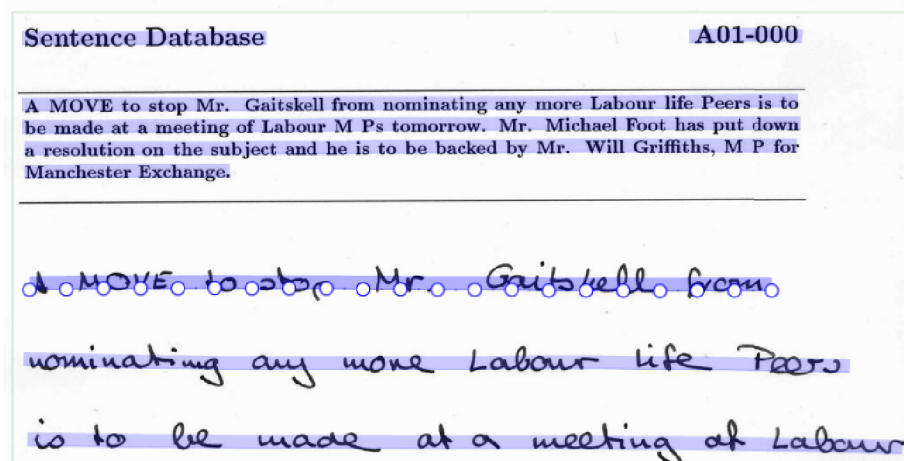 Sentence Database A01-000
A MOVE to stop Mr. Gaitskell from nominating any more Labour life Peers is to
be made at a meeting of Labour M Ps tomorrow. Mr. Michael Foot has put down
a resolution on the subject and he is to be backed by Mr. Will Griffiths, M P for
Manchester Exchange.
A MOVE to stop Mr. Gaitskell from
nominating any more Labour life Peers
is to be made at a meeting of Labour